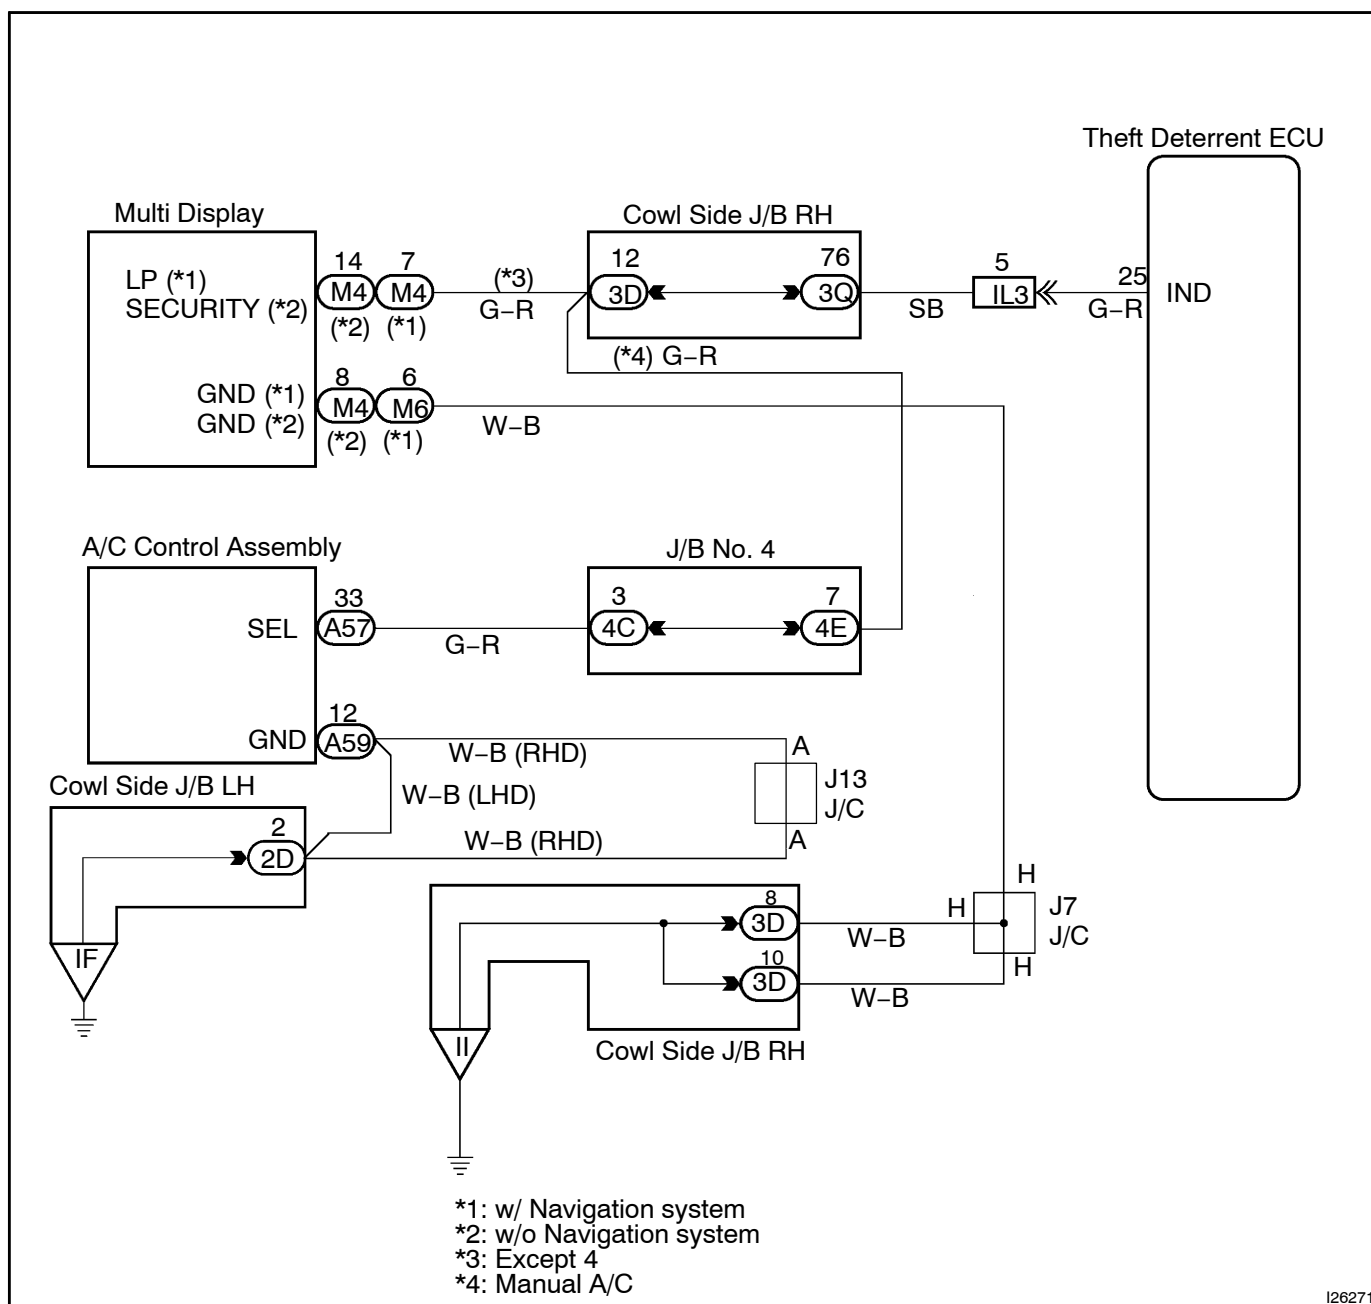 Theft Deterrent ECU
Multi Display
Cowl Side J/B RH
LP (*1)
SECURITY (*2)
14
M4
(*2)
7
M4
(*1)
(*3)
G−R
12
3D
76
3Q
SB
5
IL3
25
G−R
IND
(*4) G−R
GND (*1)
GND (*2)
8
M4
(*2)
6
M6
(*1)
W−B
A/C Control Assembly
J/B No. 4
SEL
33
A57
G−R
3
4C
7
4E
GND
12
A59
W−B (RHD)
A
J13
J/C
A
W−B (LHD)
W−B (RHD)
Cowl Side J/B LH
2
2D
IF
8
3D
W−B
H
H
J7
J/C
H
10
3D
W−B
II
Cowl Side J/B RH
*1: w/ Navigation system
*2: w/o Navigation system
*3: Except 4
*4: Manual A/C
I26271